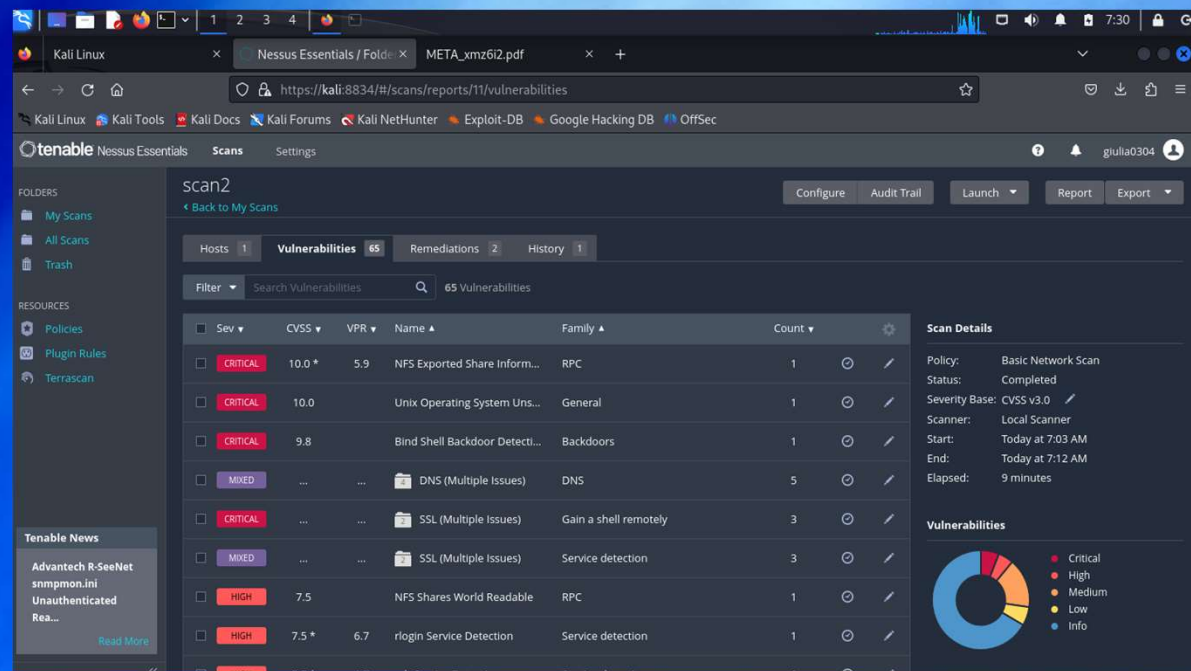 1 2 3 4 7:30
Kali Linux × Nessus Essentials / Folde × META_xmz6i2.pdf × +
https://kali:8834/#/scans/reports/11/vulnerabilities
Kali Linux Kali Tools Kali Docs Kali Forums Kali NetHunter Exploit-DB Google Hacking DB OffSec
tenable Nessus Essentials Scans Settings giulia0304
FOLDERS
My Scans
All Scans
Trash
RESOURCES
Policies
Plugin Rules
Terrascan
Tenable News
Advantech R-SeeNet
snmpmon.ini
Unauthenticated
Rea...
Read More
scan2
Back to My Scans
Configure Audit Trail Launch Report Export
Hosts 1 Vulnerabilities 65 Remediations 2 History 1
Filter Search Vulnerabilities 65 Vulnerabilities
Sev CVSS VPR Name Family Count
CRITICAL 10.0 * 5.9 NFS Exported Share Inform... RPC 1
CRITICAL 10.0 Unix Operating System Uns... General 1
CRITICAL 9.8 Bind Shell Backdoor Detecti... Backdoors 1
MIXED ... ... 4 DNS (Multiple Issues) DNS 5
CRITICAL ... ... 2 SSL (Multiple Issues) Gain a shell remotely 3
MIXED ... ... 2 SSL (Multiple Issues) Service detection 3
HIGH 7.5 NFS Shares World Readable RPC 1
HIGH 7.5 * 6.7 rlogin Service Detection Service detection 1
Scan Details
Policy: Basic Network Scan
Status: Completed
Severity Base: CVSS v3.0
Scanner: Local Scanner
Start: Today at 7:03 AM
End: Today at 7:12 AM
Elapsed: 9 minutes
Vulnerabilities
Critical
High
Medium
Low
Info